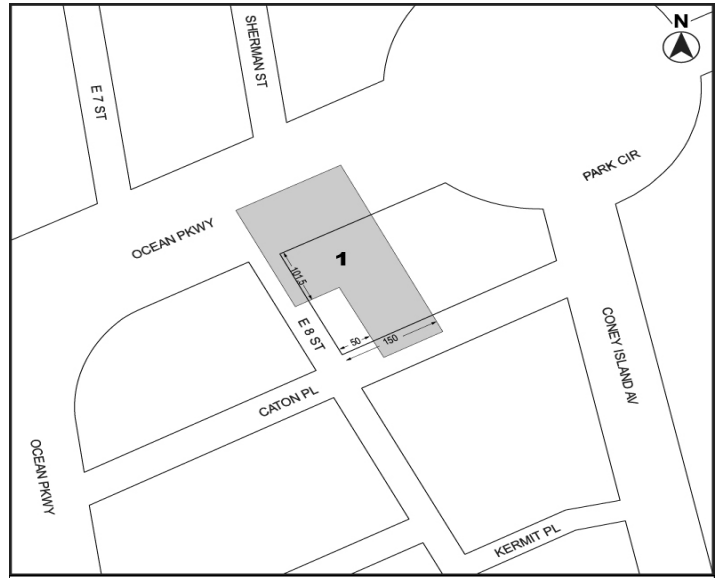 N
SHERMAN ST
E 7 ST
PARK CIR
OCEAN PKWY
1
101.5
E 8 ST
50
150
CONEY ISLAND AV
CATON PL
OCEAN PKWY
KERMIT PL